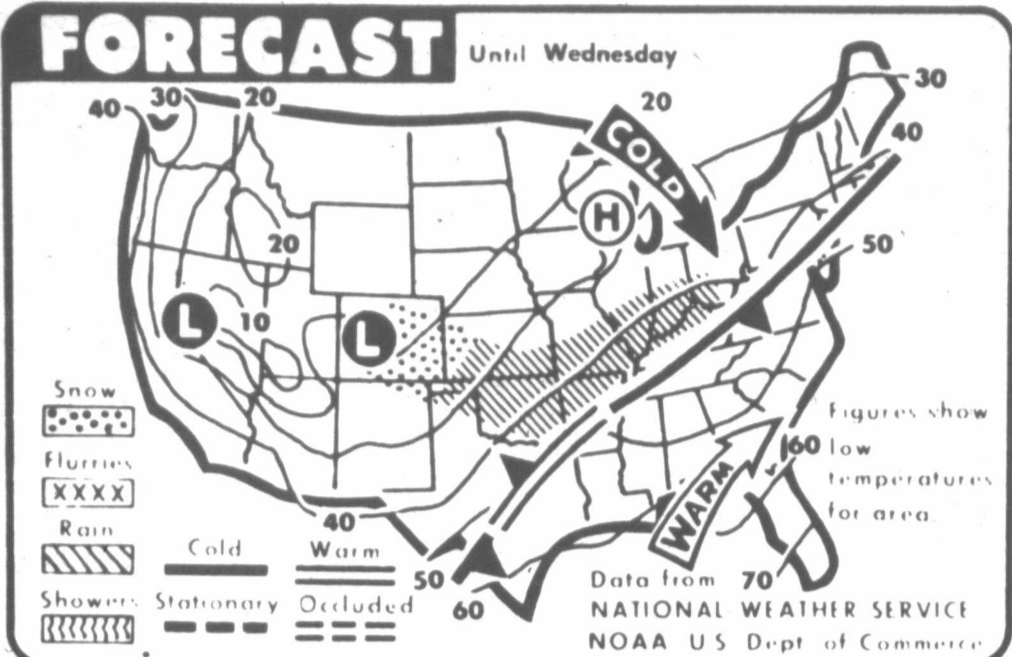 FORECAST Until Wednesday
40 30 20
20
30
40
COLD
H
50
20
L
10
L
Snow
Flurries
XXXX
Rain
Showers
Cold
Stationary
Warm
Occluded
40
50
60
WARM
60
70
Figures show
low
temperatures
for area
Data from
NATIONAL WEATHER SERVICE
NOAA US Dept of Commerce